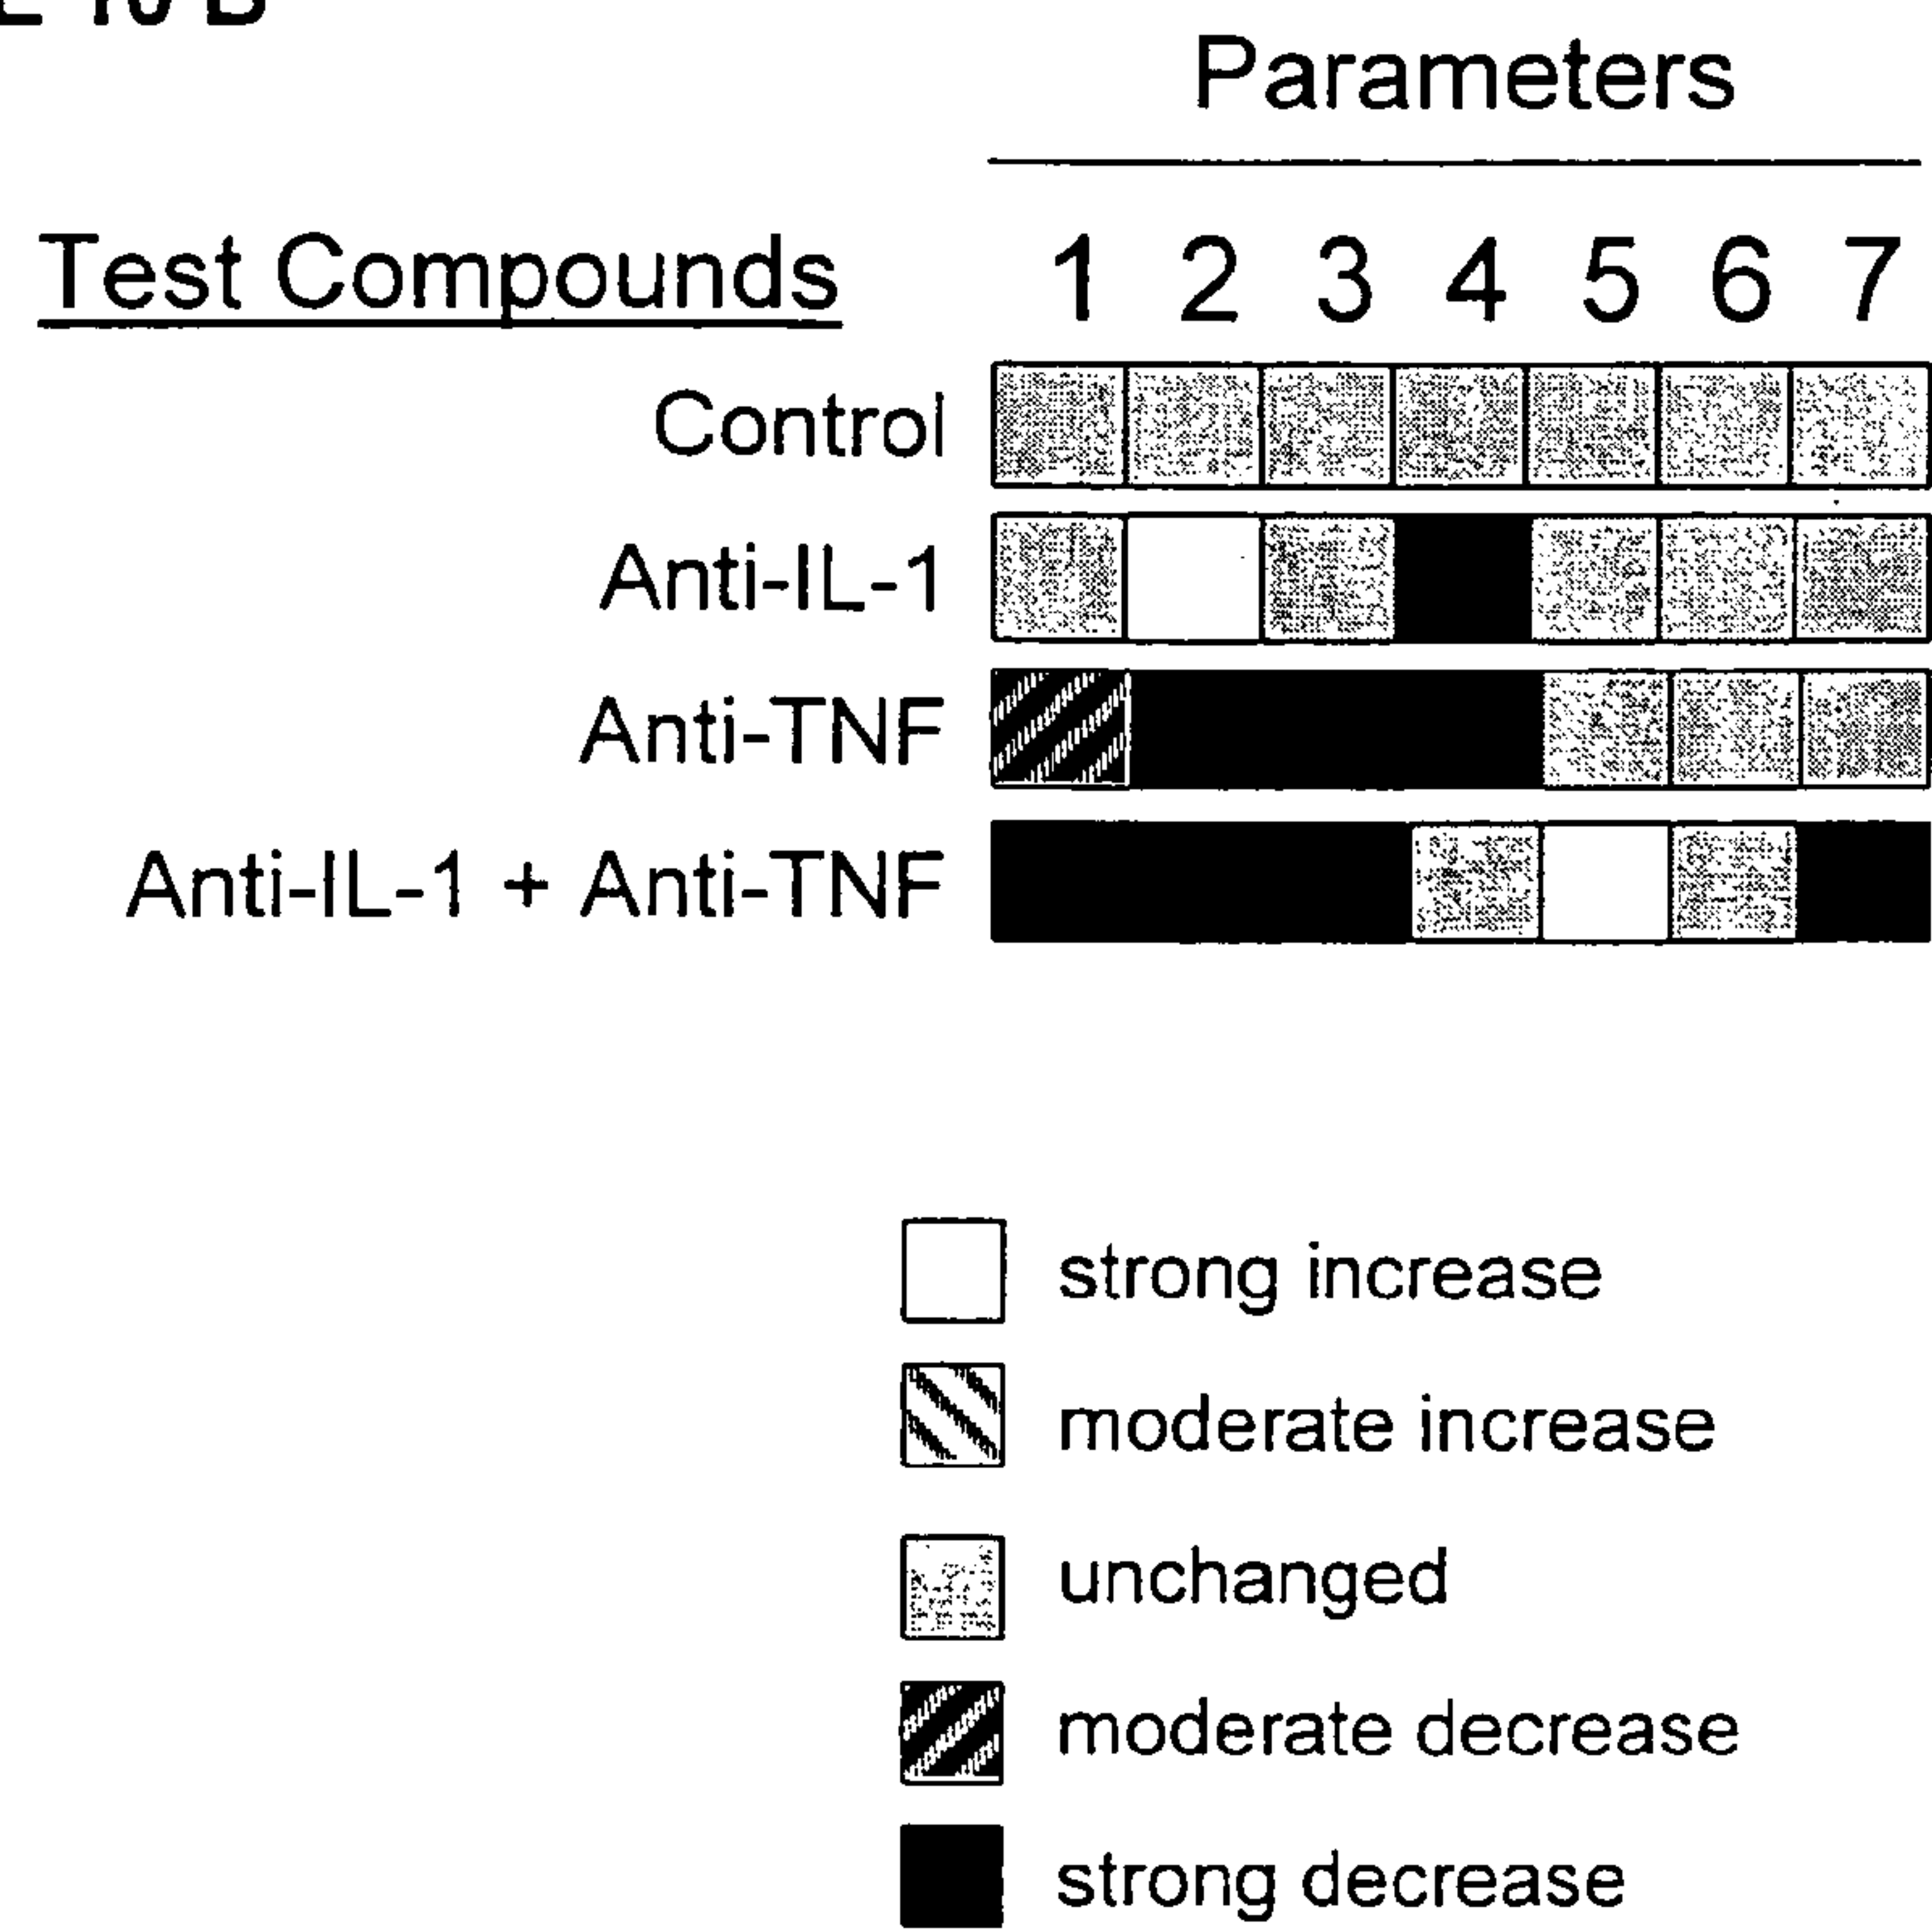 Parameters
Test Compounds 1 2 3 4 5 6 7
Control
Anti-IL-1
Anti-TNF
Anti-IL-1 + Anti-TNF
strong increase
moderate increase
unchanged
moderate decrease
strong decrease